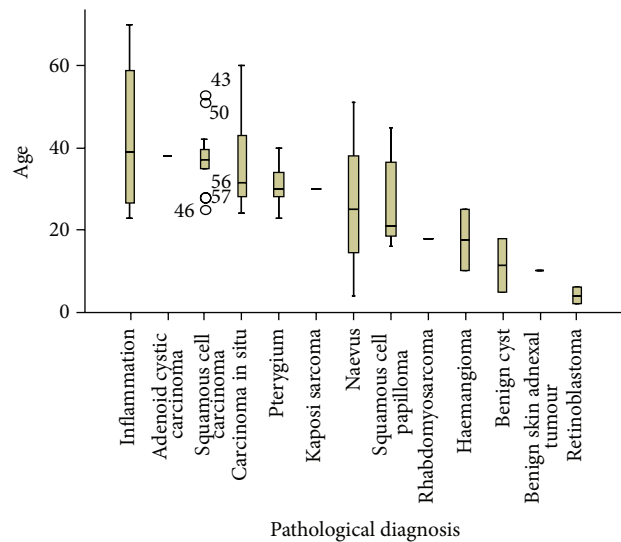 60
40
20
0
Age
43
50
56
57
46
Inflammation
Adenoid cystic
carcinoma
Squamous cell
carcinoma
Carcinoma in situ
Pterygium
Kaposi sarcoma
Naevus
Squamous cell
papilloma
Rhabdomyosarcoma
Haemangioma
Benign cyst
Benign skin adnexal
tumour
Retinoblastoma
Pathological diagnosis